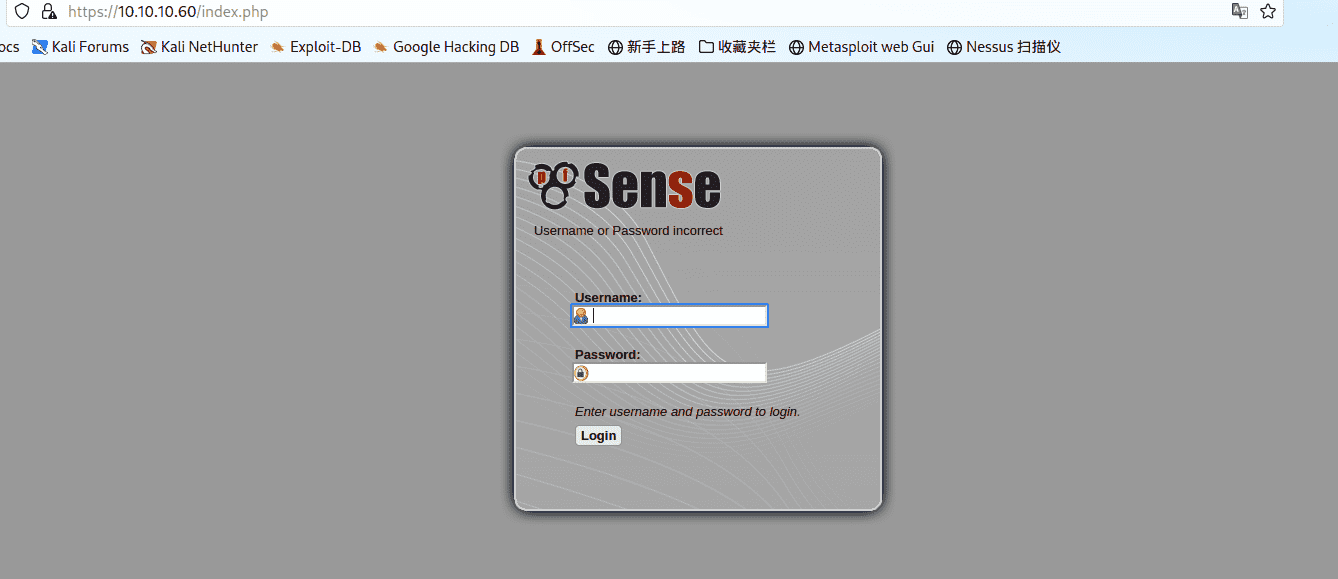 https://10.10.10.60/index.php
ocs Kali Forums Kali NetHunter Exploit-DB Google Hacking DB OffSec 新手上路 收藏夹栏 Metasploit web Gui Nessus 扫描仪
pf Sense
Username or Password incorrect
Username:
Password:
Enter username and password to login.
Login